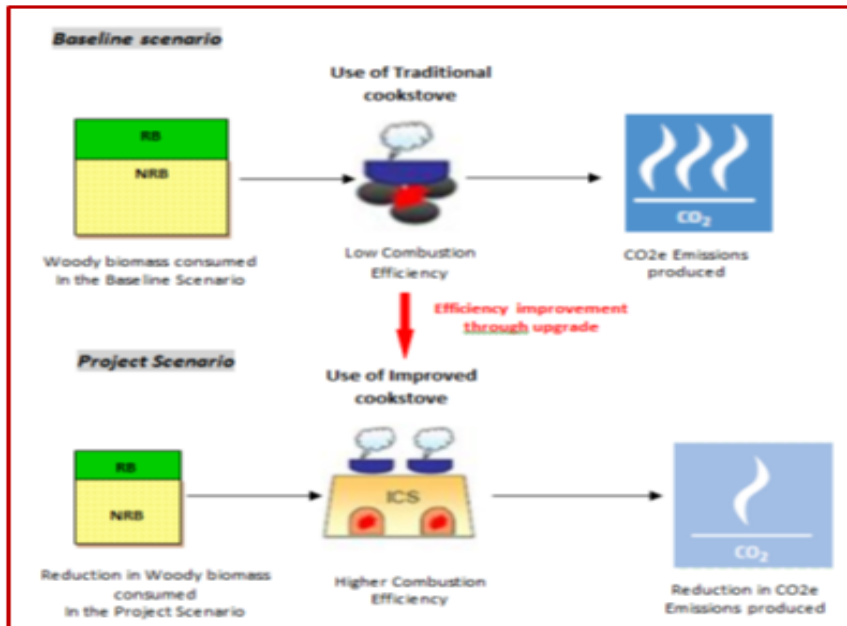 Baseline scenario
Use of Traditional
cookstove
RB
NRB
CO2
Woody biomass consumed
In the Baseline Scenario
Low Combustion
Efficiency
CO2e Emissions
produced
Efficiency improvement
through upgrade
Project Scenario
Use of Improved
cookstove
RB
NRB
ICS
CO2
Reduction in Woody biomass
consumed
In the Project Scenario
Higher Combustion
Efficiency
Reduction in CO2e
Emissions produced